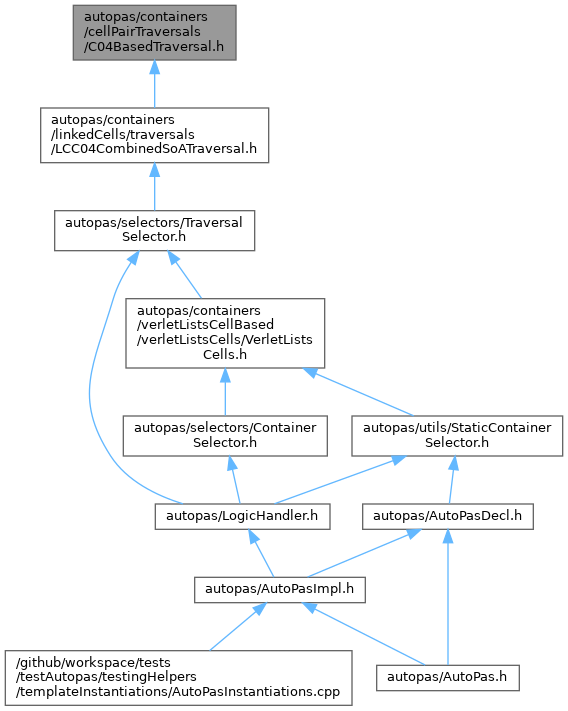 autopas/containers
/cellPairTraversals
/C04BasedTraversal.h
autopas/containers
/linkedCells/traversals
/LCC04CombinedSoATraversal.h
autopas/selectors/Traversal
Selector.h
autopas/containers
/verletListsCellBased
/verletListsCells/VerletLists
Cells.h
autopas/selectors/Container
Selector.h
autopas/utils/StaticContainer
Selector.h
autopas/LogicHandler.h
autopas/AutoPasDecl.h
autopas/AutoPasImpl.h
/github/workspace/tests
/testAutopas/testingHelpers
/templateInstantiations/AutoPasInstantiations.cpp
autopas/AutoPas.h